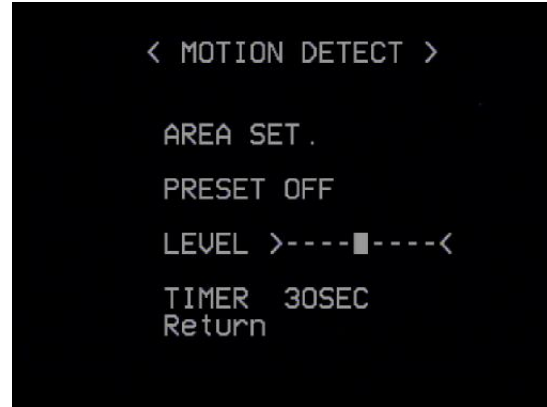 < MOTION DETECT >
AREA SET.
PRESET OFF
LEVEL >----■----<
TIMER 30SEC
Return